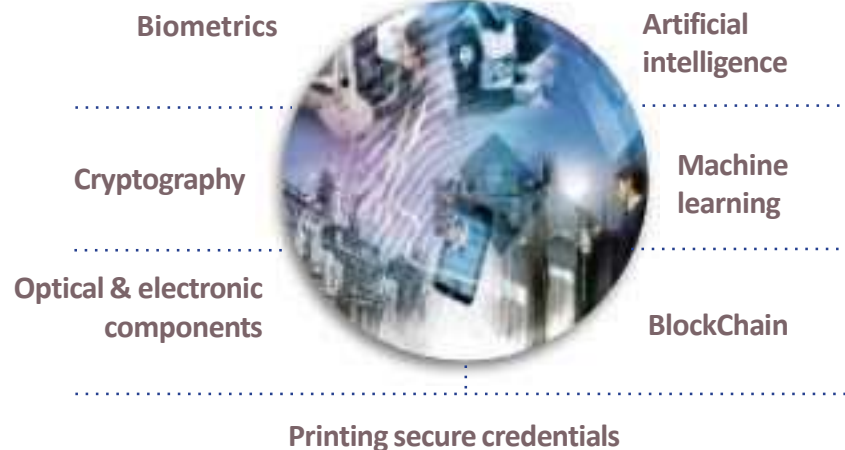 Biometrics
Artificial
intelligence
Cryptography
Machine
learning
Optical & electronic
components
BlockChain
Printing secure credentials